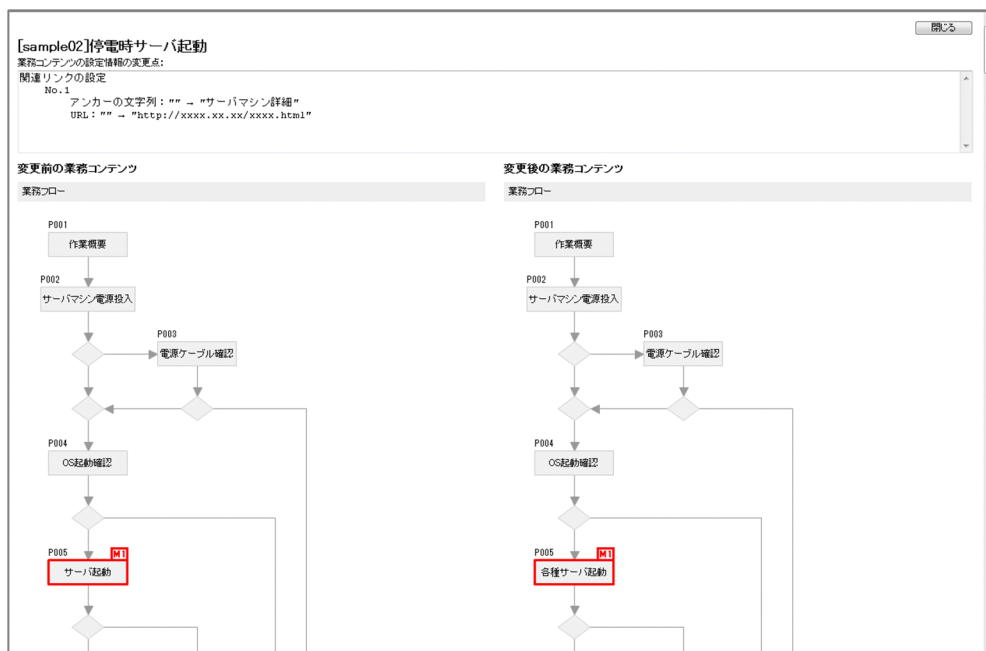 閉じる
[sample02]停電時サーバ起動
業務コンテンツの設定情報の変更点:
関連リンクの設定
No.1
アンカーの文字列："" → "サーバマシン詳細"
URL："" → "http://xxxx.xx.xx/xxxx.html"
変更前の業務コンテンツ
業務フロー
P001
作業概要
P002
サーバマシン電源投入
P003
電源ケーブル確認
P004
OS起動確認
P005
M1
サーバ起動
変更後の業務コンテンツ
業務フロー
P001
作業概要
P002
サーバマシン電源投入
P003
電源ケーブル確認
P004
OS起動確認
P005
M1
各種サーバ起動